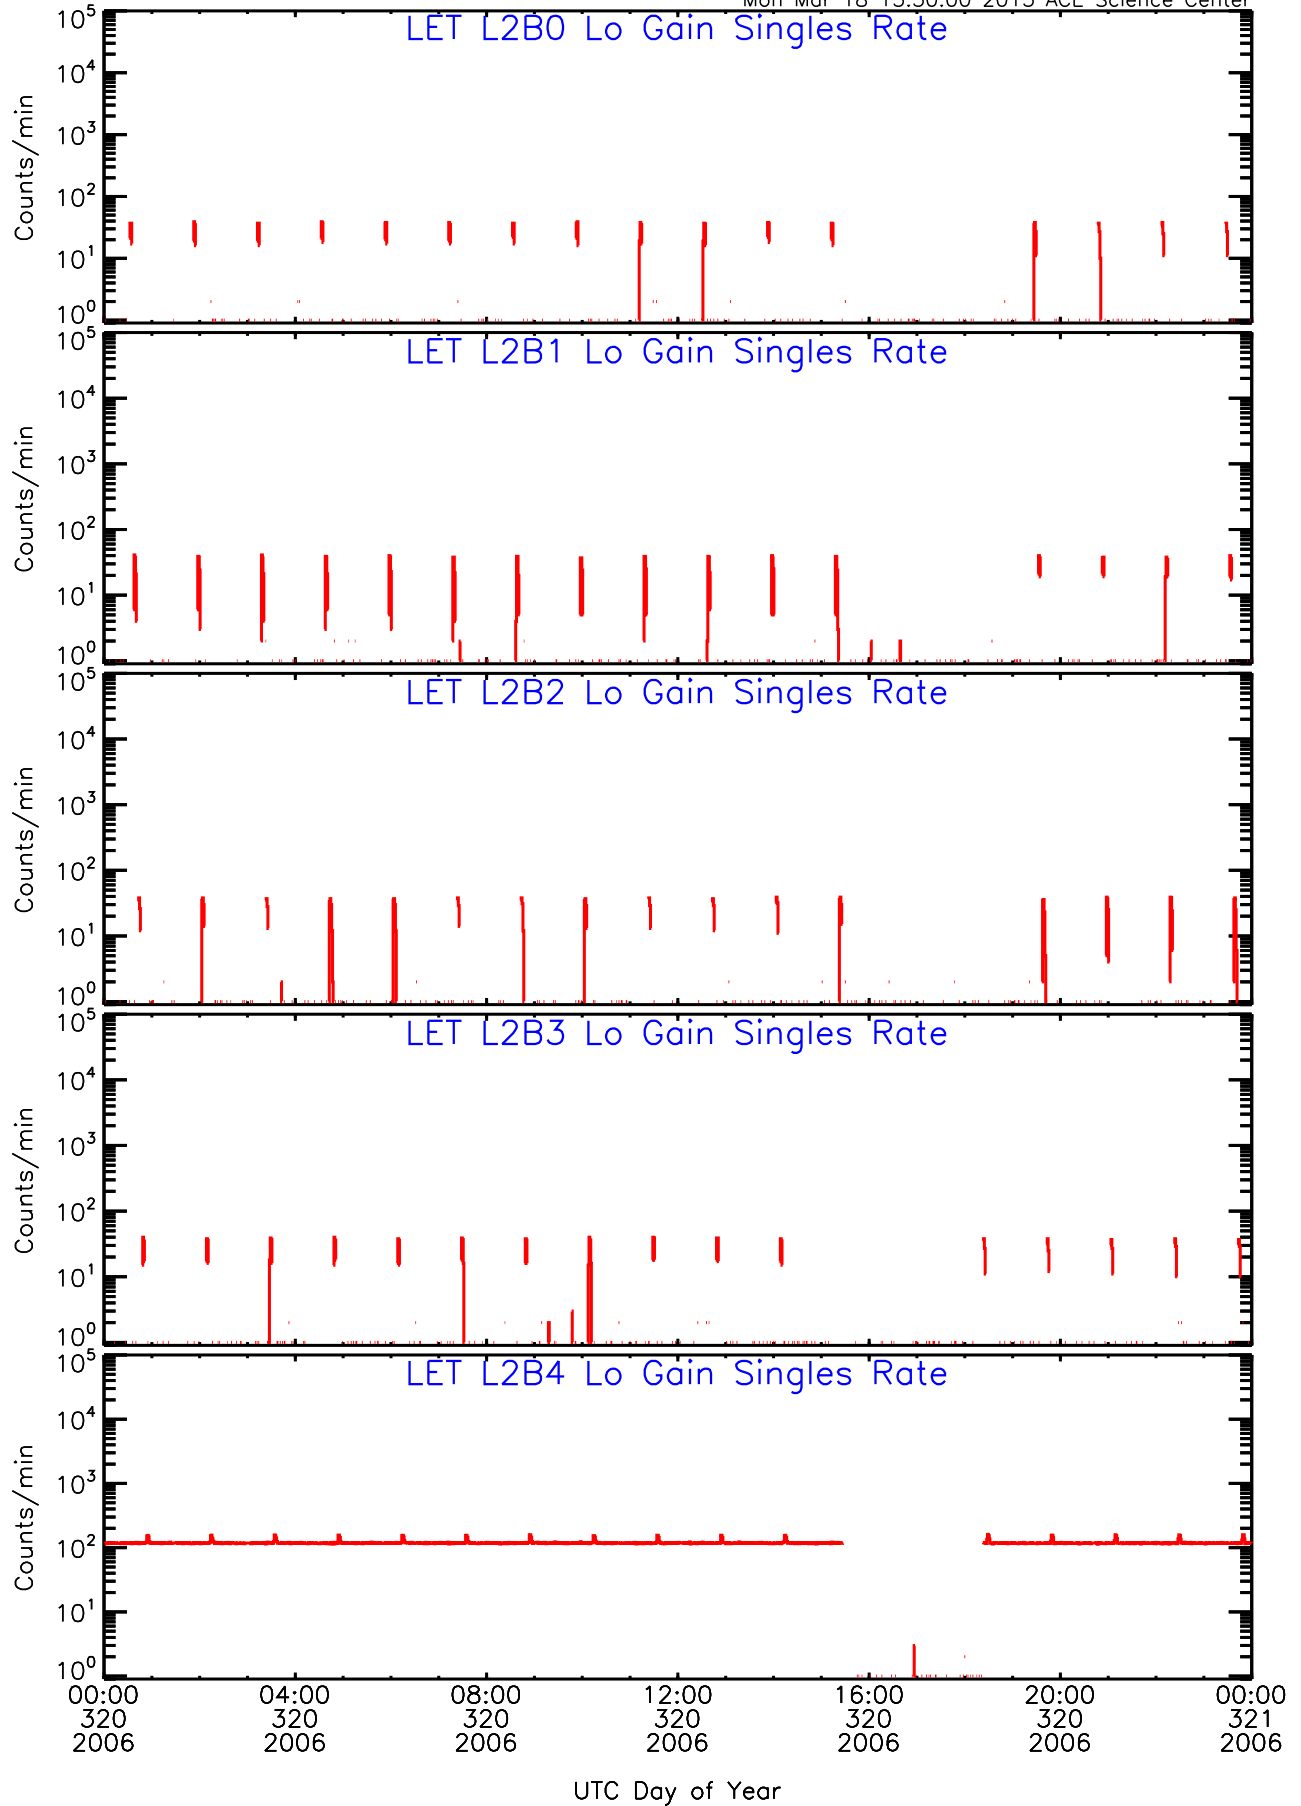 LET L2B0 Lo Gain Singles Rate
Counts/min
10^5
10^4
10^3
10^2
10^1
10^0
LET L2B1 Lo Gain Singles Rate
Counts/min
10^5
10^4
10^3
10^2
10^1
10^0
LET L2B2 Lo Gain Singles Rate
Counts/min
10^5
10^4
10^3
10^2
10^1
10^0
LET L2B3 Lo Gain Singles Rate
Counts/min
10^5
10^4
10^3
10^2
10^1
10^0
LET L2B4 Lo Gain Singles Rate
Counts/min
10^5
10^4
10^3
10^2
10^1
10^0
00:00 04:00 08:00 12:00 16:00 20:00 00:00
320 320 320 320 320 320 321
2006 2006 2006 2006 2006 2006 2006
UTC Day of Year